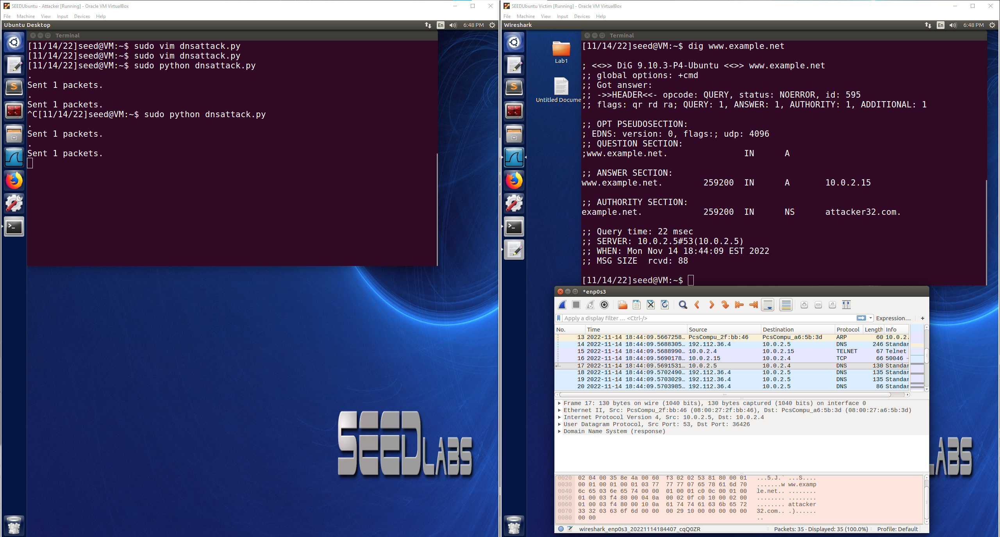 SEEDUbuntu - Attacker [Running] - Oracle VM VirtualBox
File Machine View Input Devices Help
Ubuntu Desktop
En 6:48 PM
Terminal
[11/14/22]seed@VM:~$ sudo vim dnsattack.py
[11/14/22]seed@VM:~$ sudo vim dnsattack.py
[11/14/22]seed@VM:~$ sudo python dnsattack.py
.
Sent 1 packets.
.
Sent 1 packets.
^C[11/14/22]seed@VM:~$ sudo python dnsattack.py
.
Sent 1 packets.
.
Sent 1 packets.
SEEDLABS
SEEDUbuntu Victim [Running] - Oracle VM VirtualBox
File Machine View Input Devices Help
Wireshark
En 6:48 PM
Lab1
Untitled Docume
Terminal
[11/14/22]seed@VM:~$ dig www.example.net
; <<>> DiG 9.10.3-P4-Ubuntu <<>> www.example.net
;; global options: +cmd
;; Got answer:
;; ->>HEADER<<- opcode: QUERY, status: NOERROR, id: 595
;; flags: qr rd ra; QUERY: 1, ANSWER: 1, AUTHORITY: 1, ADDITIONAL: 1
;; OPT PSEUDOSECTION:
; EDNS: version: 0, flags:; udp: 4096
;; QUESTION SECTION:
;www.example.net. IN A
;; ANSWER SECTION:
www.example.net. 259200 IN A 10.0.2.15
;; AUTHORITY SECTION:
example.net. 259200 IN NS attacker32.com.
;; Query time: 22 msec
;; SERVER: 10.0.2.5#53(10.0.2.5)
;; WHEN: Mon Nov 14 18:44:09 EST 2022
;; MSG SIZE  rcvd: 88
[11/14/22]seed@VM:~$
*enp0s3
Apply a display filter ... <Ctrl-/> Expression... +
No. Time Source Destination Protocol Length Info
13 2022-11-14 18:44:09.5667258... PcsCompu_2f:bb:46 PcsCompu_a6:5b:3d ARP 60 10.0.2.
14 2022-11-14 18:44:09.5688305... 192.112.36.4 10.0.2.5 DNS 246 Standar
15 2022-11-14 18:44:09.5688990... 10.0.2.4 10.0.2.15 TELNET 67 Telnet
16 2022-11-14 18:44:09.5690178... 10.0.2.15 10.0.2.4 TCP 66 50046 →
17 2022-11-14 18:44:09.5691531... 10.0.2.5 10.0.2.4 DNS 130 Standar
18 2022-11-14 18:44:09.5702490... 192.112.36.4 10.0.2.5 DNS 135 Standar
19 2022-11-14 18:44:09.5703029... 192.112.36.4 10.0.2.5 DNS 135 Standar
20 2022-11-14 18:44:09.5703985... 192.112.36.4 10.0.2.5 DNS 86 Standar
Frame 17: 130 bytes on wire (1040 bits), 130 bytes captured (1040 bits) on interface 0
Ethernet II, Src: PcsCompu_2f:bb:46 (08:00:27:2f:bb:46), Dst: PcsCompu_a6:5b:3d (08:00:27:a6:5b:3d)
Internet Protocol Version 4, Src: 10.0.2.5, Dst: 10.0.2.4
User Datagram Protocol, Src Port: 53, Dst Port: 36426
Domain Name System (response)
0020 02 04 00 35 8e 4a 00 60 f3 02 02 53 81 80 00 01 ...5.J.` ...S....
0030 00 01 00 01 00 01 03 77 77 77 07 65 78 61 6d 70 .......w ww.examp
0040 6c 65 03 6e 65 74 00 00 01 00 01 c0 0c 00 01 00 le.net.. ........
0050 01 00 03 f4 80 00 04 0a 00 02 0f c0 10 00 02 00 ........ ........
0060 01 00 03 f4 80 00 10 0a 61 74 74 61 63 6b 65 72 ........ attacker
0070 33 32 03 63 6f 6d 00 00 00 29 10 00 00 00 00 00 32.com.. .)......
0080 00 00 ..
wireshark_enp0s3_20221114184407_cqQ0ZR Packets: 35 · Displayed: 35 (100.0%) Profile: Default
LABS